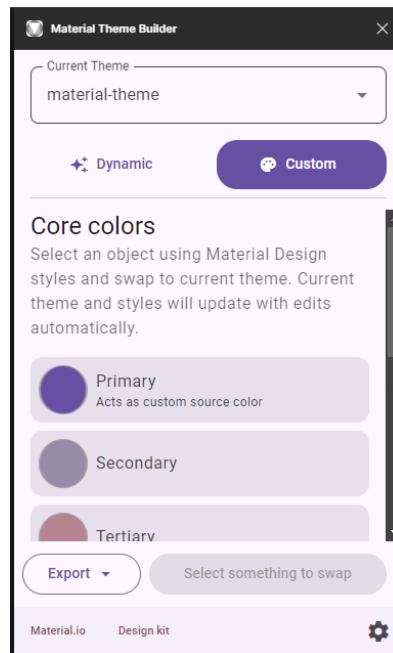 Material Theme Builder
Current Theme
material-theme
Dynamic
Custom
Core colors
Select an object using Material Design
styles and swap to current theme. Current
theme and styles will update with edits
automatically.
Primary
Acts as custom source color
Secondary
Tertiary
Export
Select something to swap
Material.io
Design kit